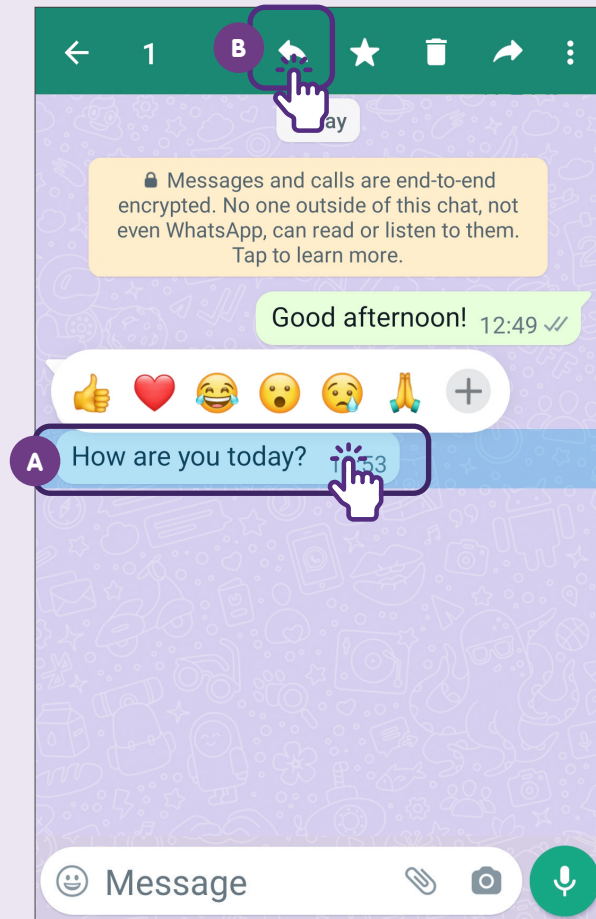 1
B
ay
Messages and calls are end-to-end
encrypted. No one outside of this chat, not
even WhatsApp, can read or listen to them.
Tap to learn more.
Good afternoon! 12:49
A
How are you today?
Message